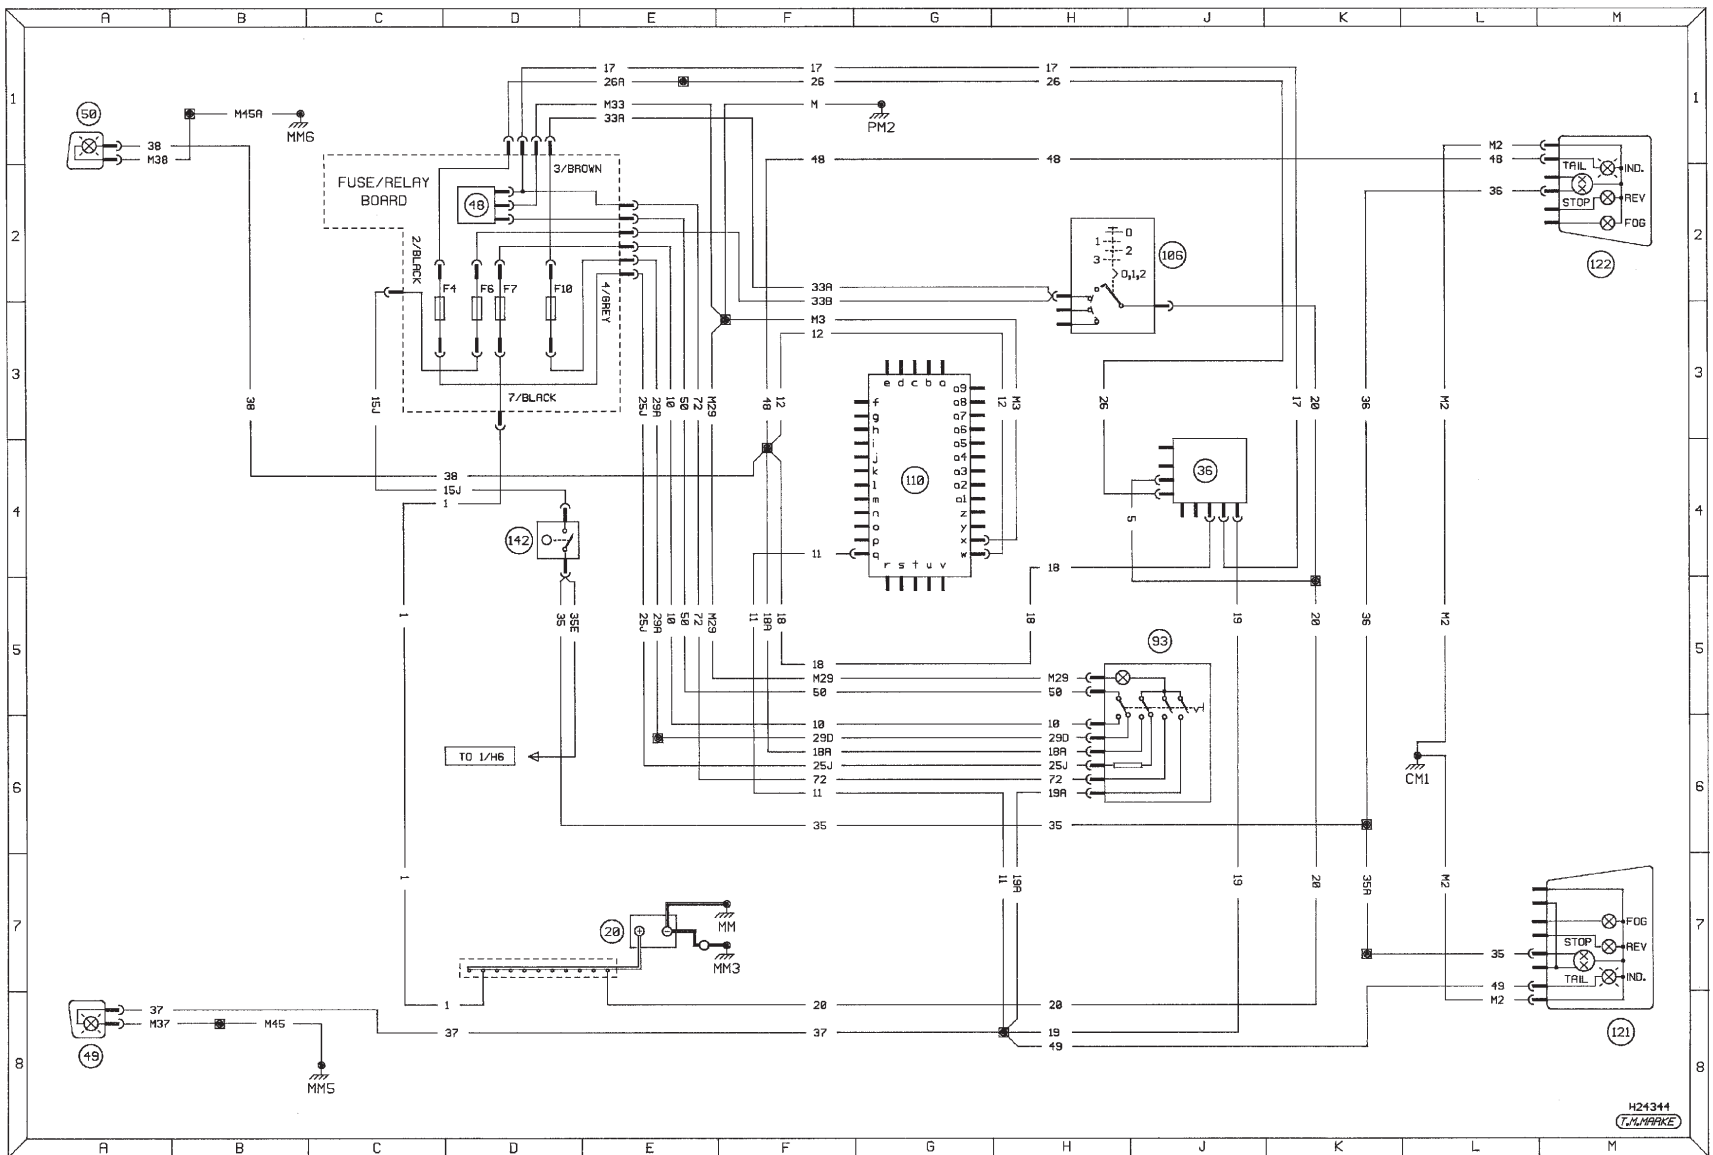 A B C D E F G H J K L M
17 17 17
26A 26 26
1 1
50 M45A M33 M
33A PM2
MM6
38 M2
M38 48 48 48
3/BROWN TAIL IND.
FUSE/RELAY
BOARD
36
48 STOP REV
2 0 2
1 2 FOG
2/BLACK 3 106
0,1,2 122
F4 F6 F7 F10 33A
4/GREY 33B
M3
12
3 e d c b a 3
a9
7/BLACK f a8
38 15J 25J 29A 10 50 72 M29 48 12 g a7 12 M3 26 17 20 36 M2
h a6
i a5
j a4
38 k 110 a3 36
15J l a2
1 m a1
4 n z 5 4
142 o y
p x
11 q w
r s t u v 18
1 35 35E 25J 29A 10 50 72 M29 11 18A 18 18 19 20 36 M2
93
5 18 5
M29 M29
50 50
10 10
29D 29D
TO 1/H6 18A 18A
25J 25J
72 72 CM1
6 11 19A 6
35 35
1 11 19A 19 20 35A M2
7 20 + - MM FOG 7
STOP REV
MM3 35
TAIL IND.
49
1 20 20 M2
37
M37 M45 37 37 19 121
49 49
8 8
MM5
H24344
T.M.MARKE
A B C D E F G H J K L M